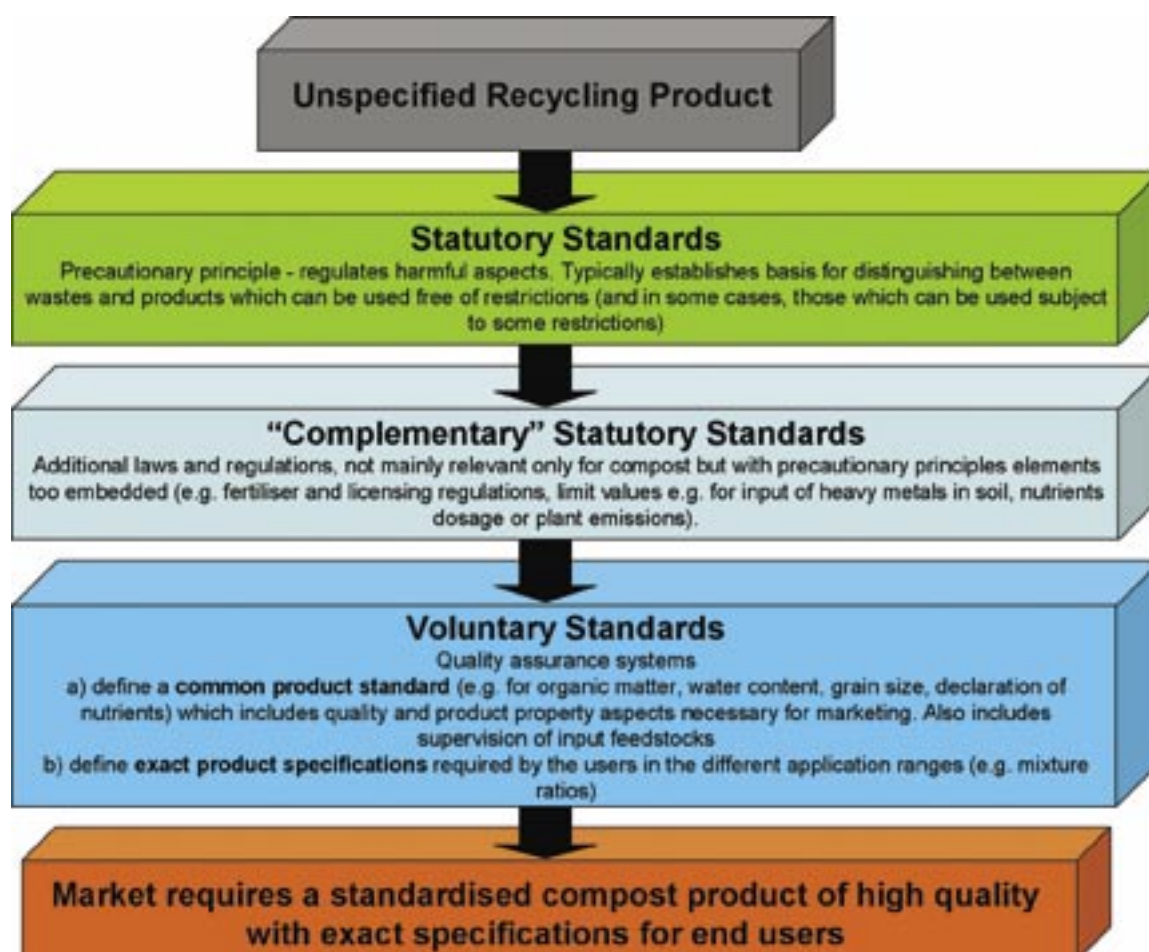 Unspecified Recycling Product
Statutory Standards
Precautionary principle - regulates harmful aspects. Typically establishes basis for distinguishing between
wastes and products which can be used free of restrictions (and in some cases, those which can be used subject
to some restrictions)
“Complementary” Statutory Standards
Additional laws and regulations, not mainly relevant only for compost but with precautionary principles elements
too embedded (e.g. fertiliser and licensing regulations, limit values e.g. for input of heavy metals in soil, nutrients
dosage or plant emissions).
Voluntary Standards
Quality assurance systems
a) define a common product standard (e.g. for organic matter, water content, grain size, declaration of
nutrients) which includes quality and product property aspects necessary for marketing. Also includes
supervision of input feedstocks
b) define exact product specifications required by the users in the different application ranges (e.g. mixture
ratios)
Market requires a standardised compost product of high quality
with exact specifications for end users